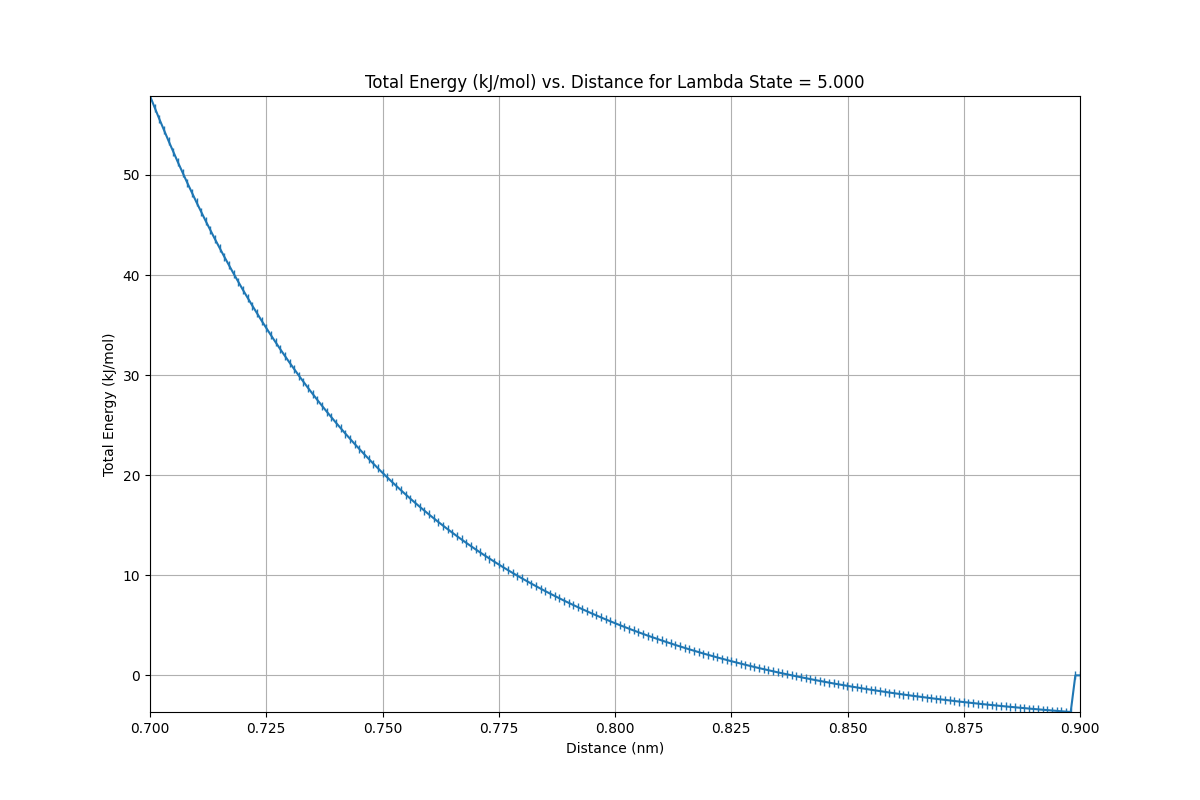 Total Energy (kJ/mol) vs. Distance for Lambda State = 5.000
Total Energy (kJ/mol)
50
40
30
20
10
0
0.700 0.725 0.750 0.775 0.800 0.825 0.850 0.875 0.900
Distance (nm)